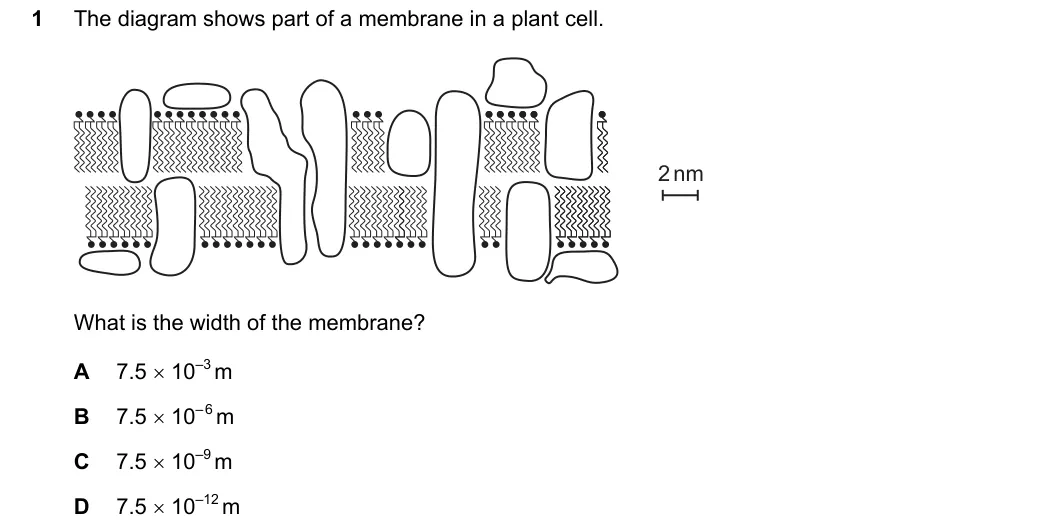 1 The diagram shows part of a membrane in a plant cell.
2 nm
What is the width of the membrane?
A 7.5 × 10⁻³ m
B 7.5 × 10⁻⁶ m
C 7.5 × 10⁻⁹ m
D 7.5 × 10⁻¹² m